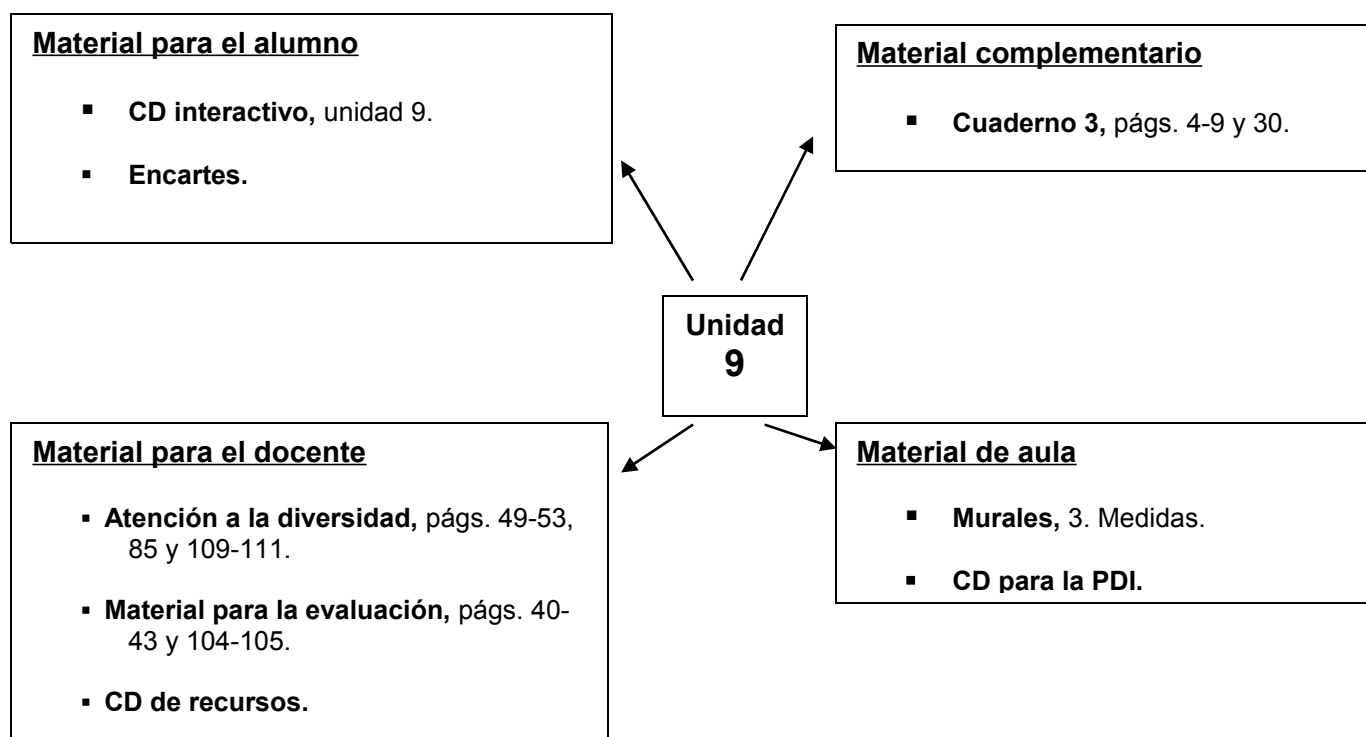 Material para el alumno
▪ CD interactivo, unidad 9.
▪ Encartes.
Material complementario
▪ Cuaderno 3, págs. 4-9 y 30.
Unidad
9
Material para el docente
▪ Atención a la diversidad, págs. 49-53,
85 y 109-111.
▪ Material para la evaluación, págs. 40-
43 y 104-105.
▪ CD de recursos.
Material de aula
▪ Murales, 3. Medidas.
▪ CD para la PDI.